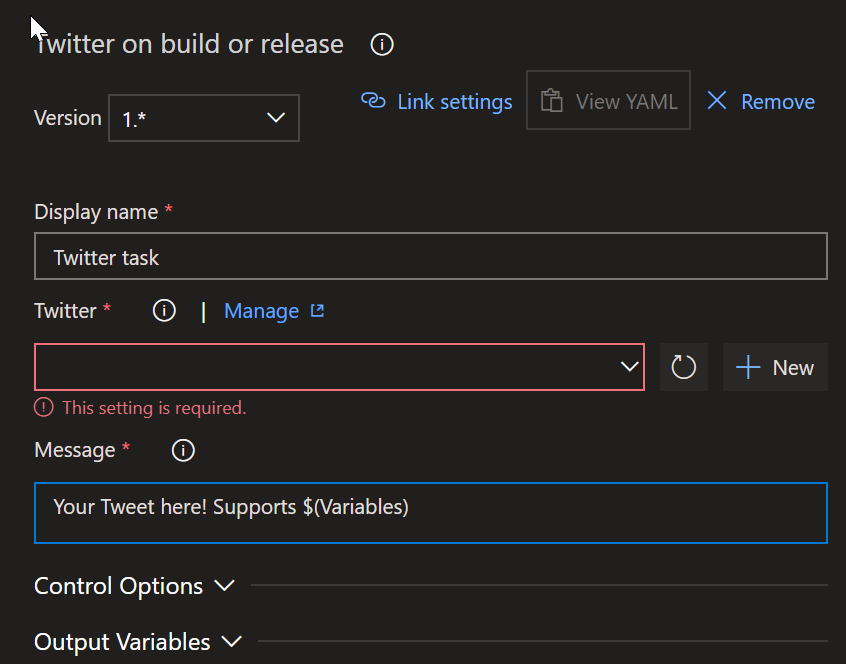 Twitter on build or release
Version 1.* Link settings View YAML Remove
Display name *
Twitter task
Twitter * | Manage
New
This setting is required.
Message *
Your Tweet here! Supports $(Variables)
Control Options
Output Variables